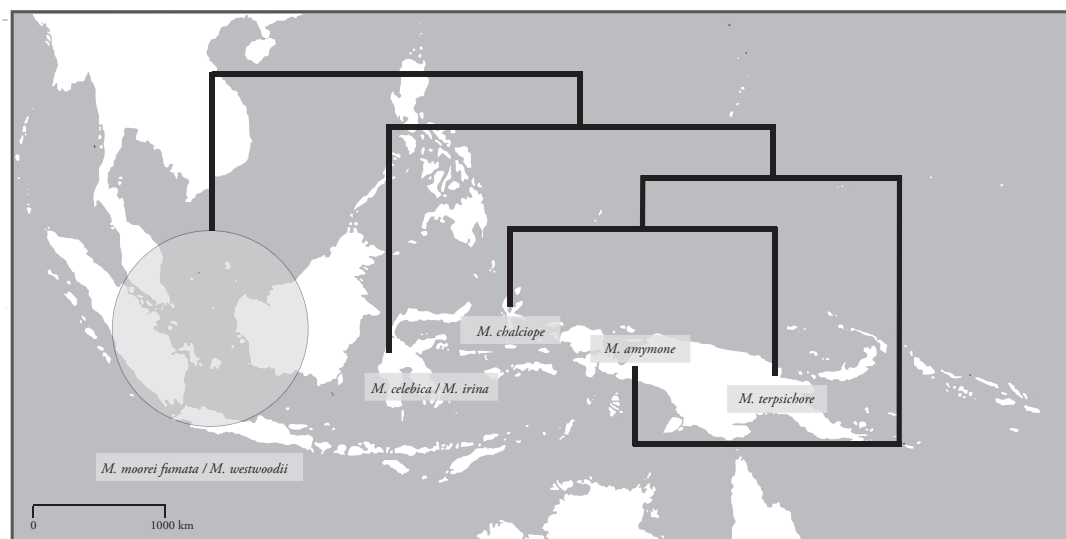 M. chalciope
M. amymone
M. celebica / M. irina
M. terpsichore
M. moorei fumata / M. westwoodii
0 1000 km